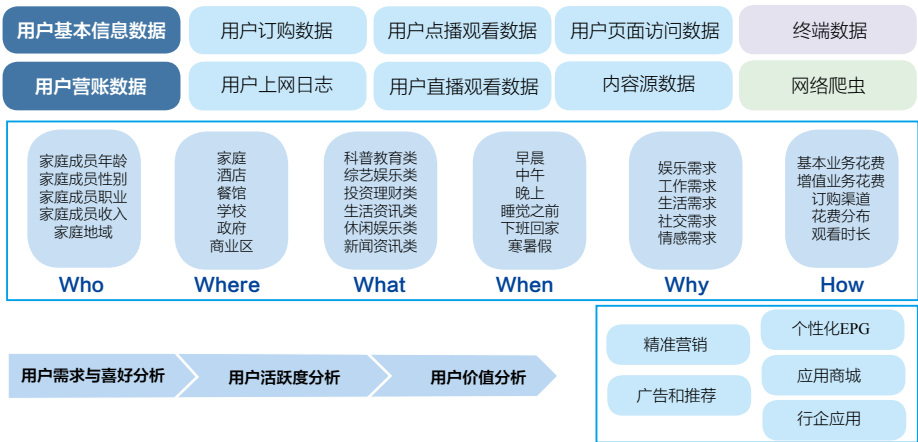 用户基本信息数据
用户订购数据
用户点播观看数据
用户页面访问数据
终端数据
用户营账数据
用户上网日志
用户直播观看数据
内容源数据
网络爬虫
家庭成员年龄
家庭成员性别
家庭成员职业
家庭成员收入
家庭地域
Who
家庭
酒店
餐馆
学校
政府
商业区
Where
科普教育类
综艺娱乐类
投资理财类
生活资讯类
休闲娱乐类
新闻资讯类
What
早晨
中午
晚上
睡觉之前
下班回家
寒暑假
When
娱乐需求
工作需求
生活需求
社交需求
情感需求
Why
基本业务花费
增值业务花费
订购渠道
花费分布
观看时长
How
用户需求与喜好分析
用户活跃度分析
用户价值分析
精准营销
广告和推荐
个性化EPG
应用商城
行企应用